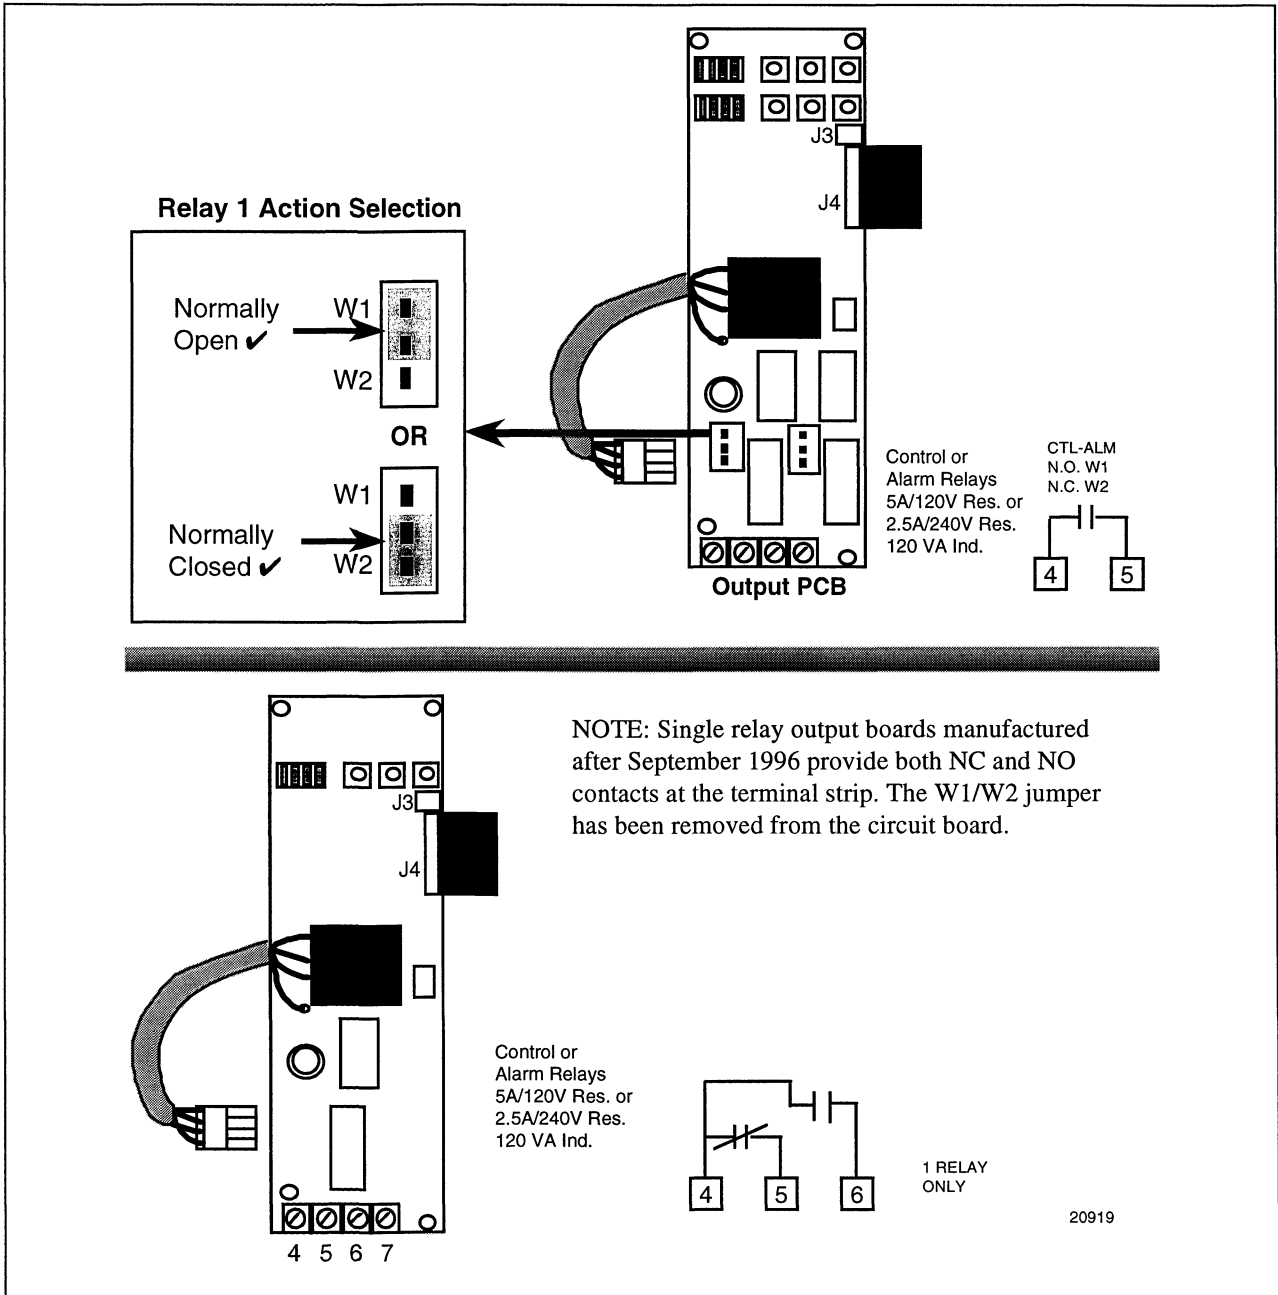 J3
J4
Relay 1 Action Selection
Normally
Open ✔
W1
W2
OR
W1
Normally
Closed ✔
W2
Control or
Alarm Relays
5A/120V Res. or
2.5A/240V Res.
120 VA Ind.
CTL-ALM
N.O. W1
N.C. W2
4 5
Output PCB
NOTE: Single relay output boards manufactured
after September 1996 provide both NC and NO
contacts at the terminal strip. The W1/W2 jumper
has been removed from the circuit board.
J3
J4
Control or
Alarm Relays
5A/120V Res. or
2.5A/240V Res.
120 VA Ind.
4 5 6
1 RELAY
ONLY
20919
4 5 6 7